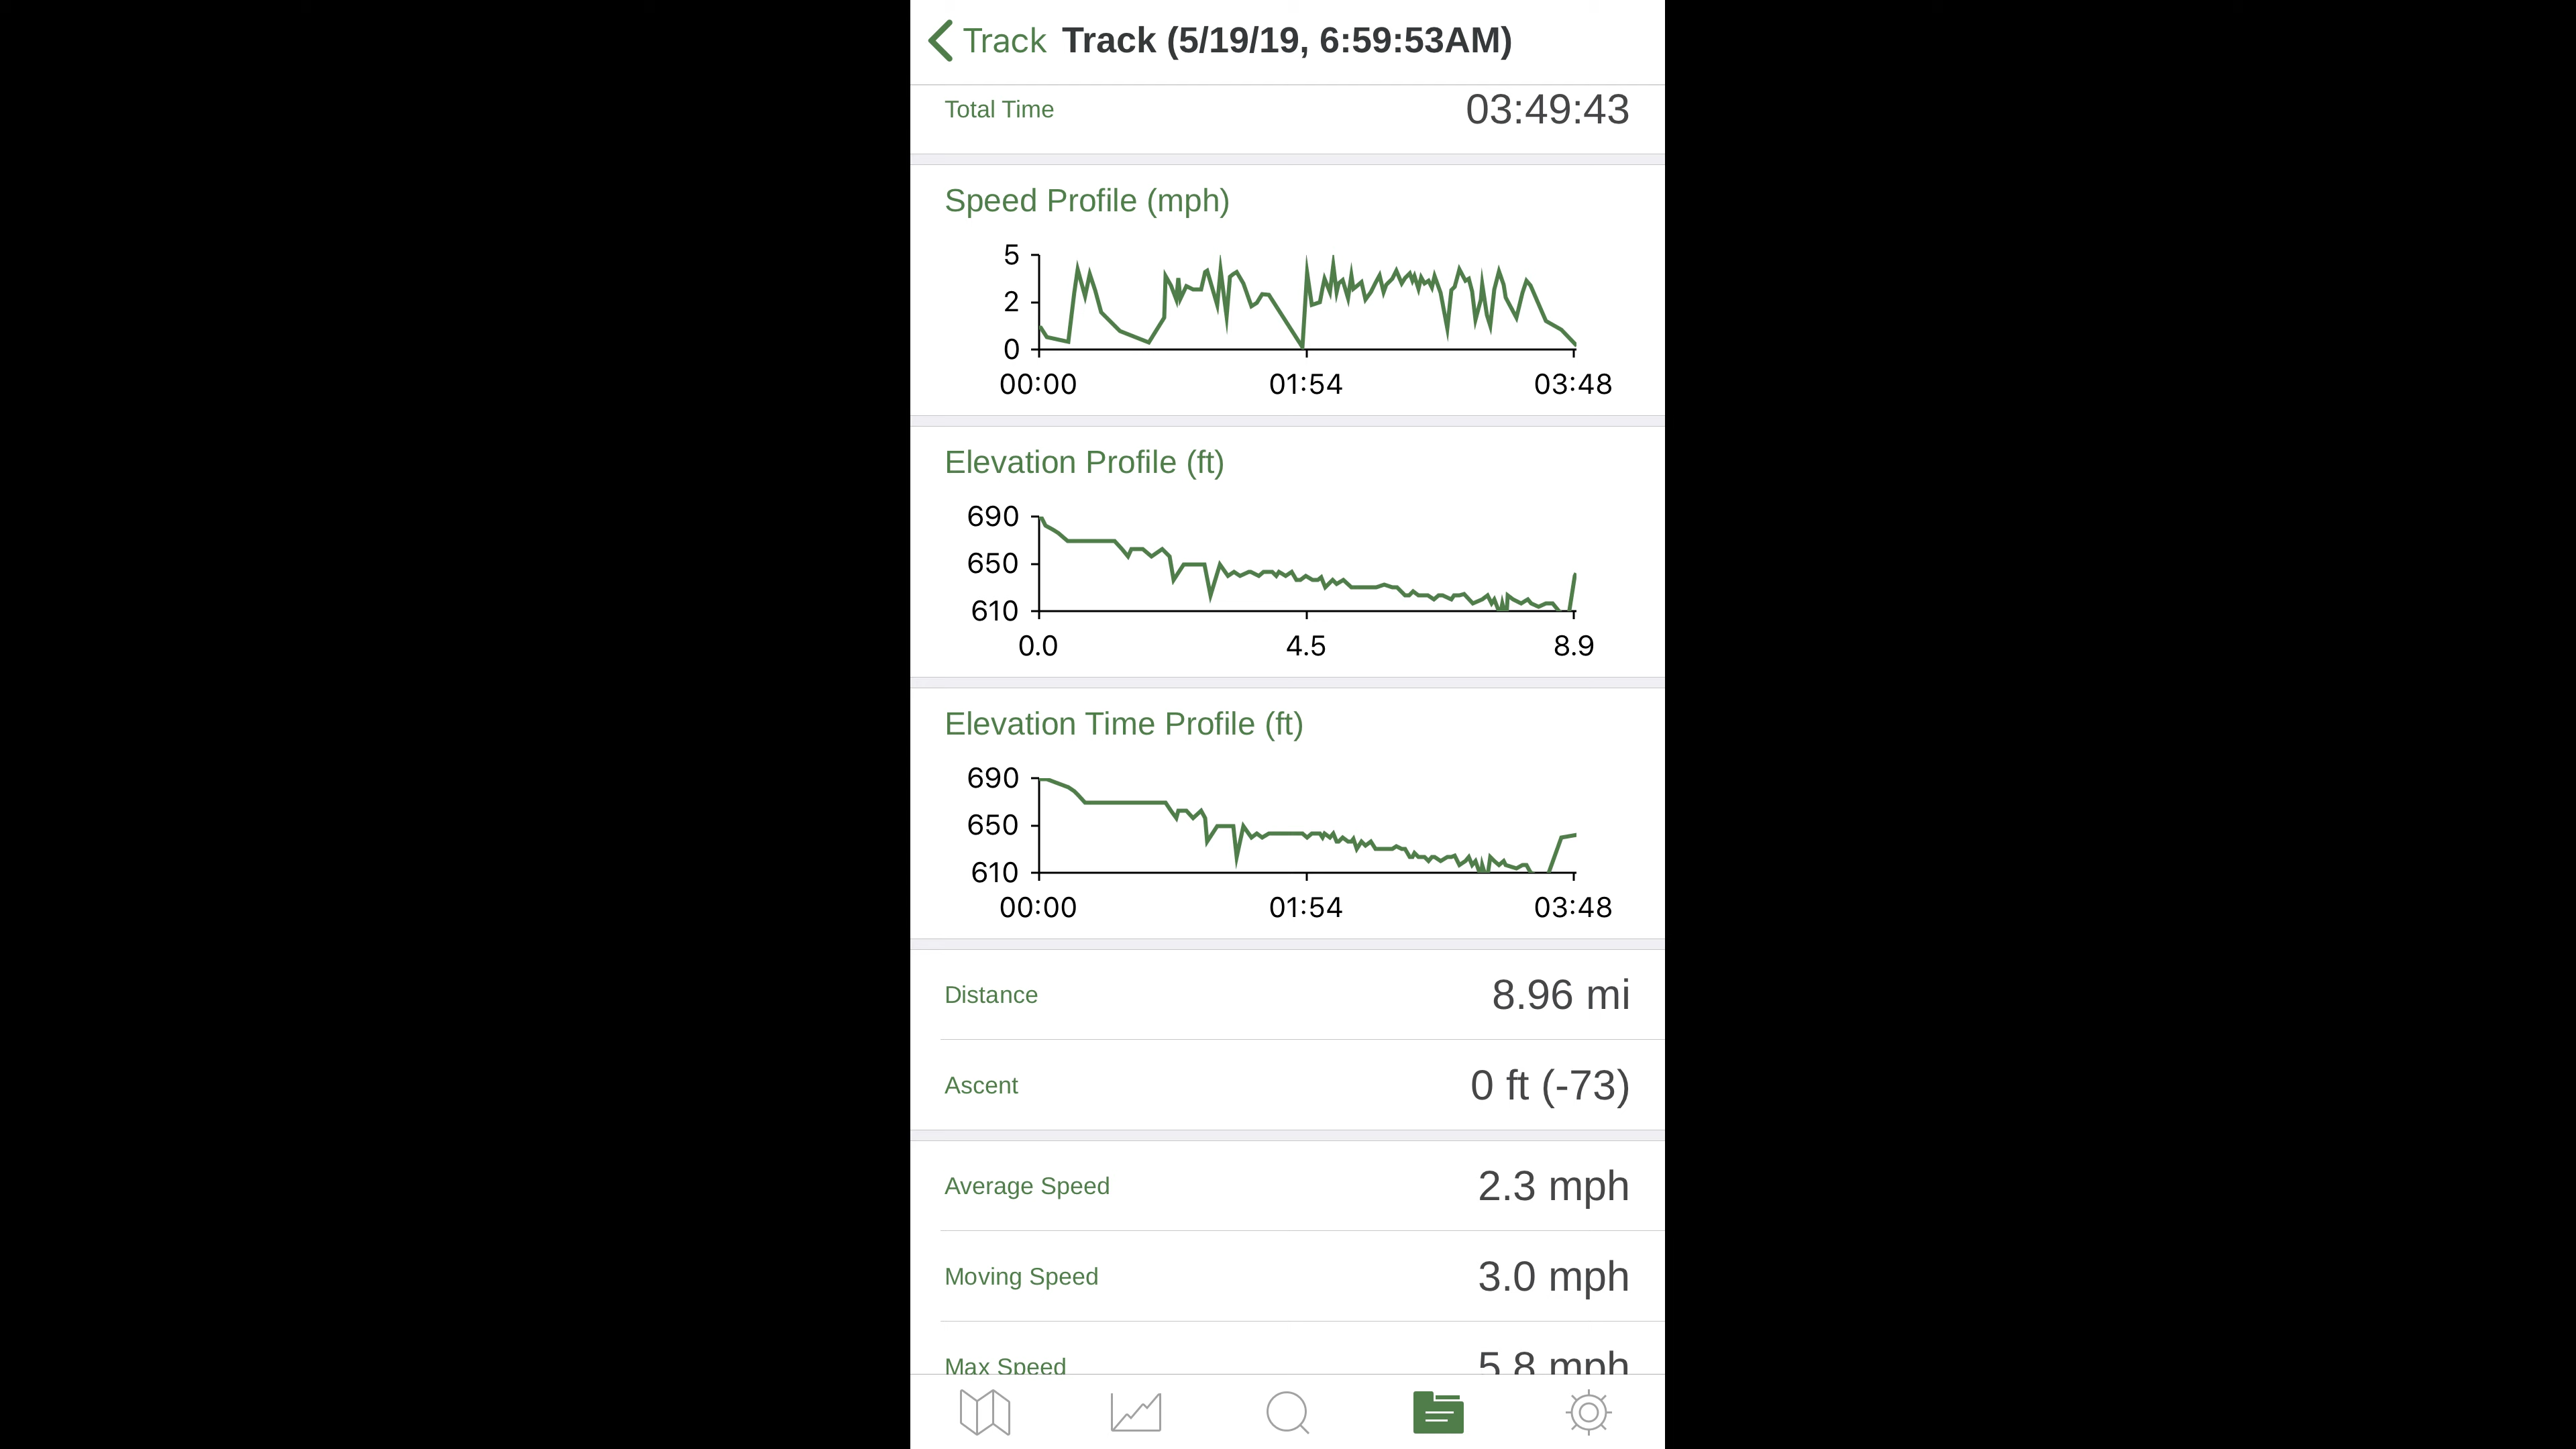 Track Track (5/19/19, 6:59:53AM)
Total Time 03:49:43
Speed Profile (mph)
5
2
0
00:00 01:54 03:48
Elevation Profile (ft)
690
650
610
0.0 4.5 8.9
Elevation Time Profile (ft)
690
650
610
00:00 01:54 03:48
Distance 8.96 mi
Ascent 0 ft (-73)
Average Speed 2.3 mph
Moving Speed 3.0 mph
Max Speed 5.8 mph